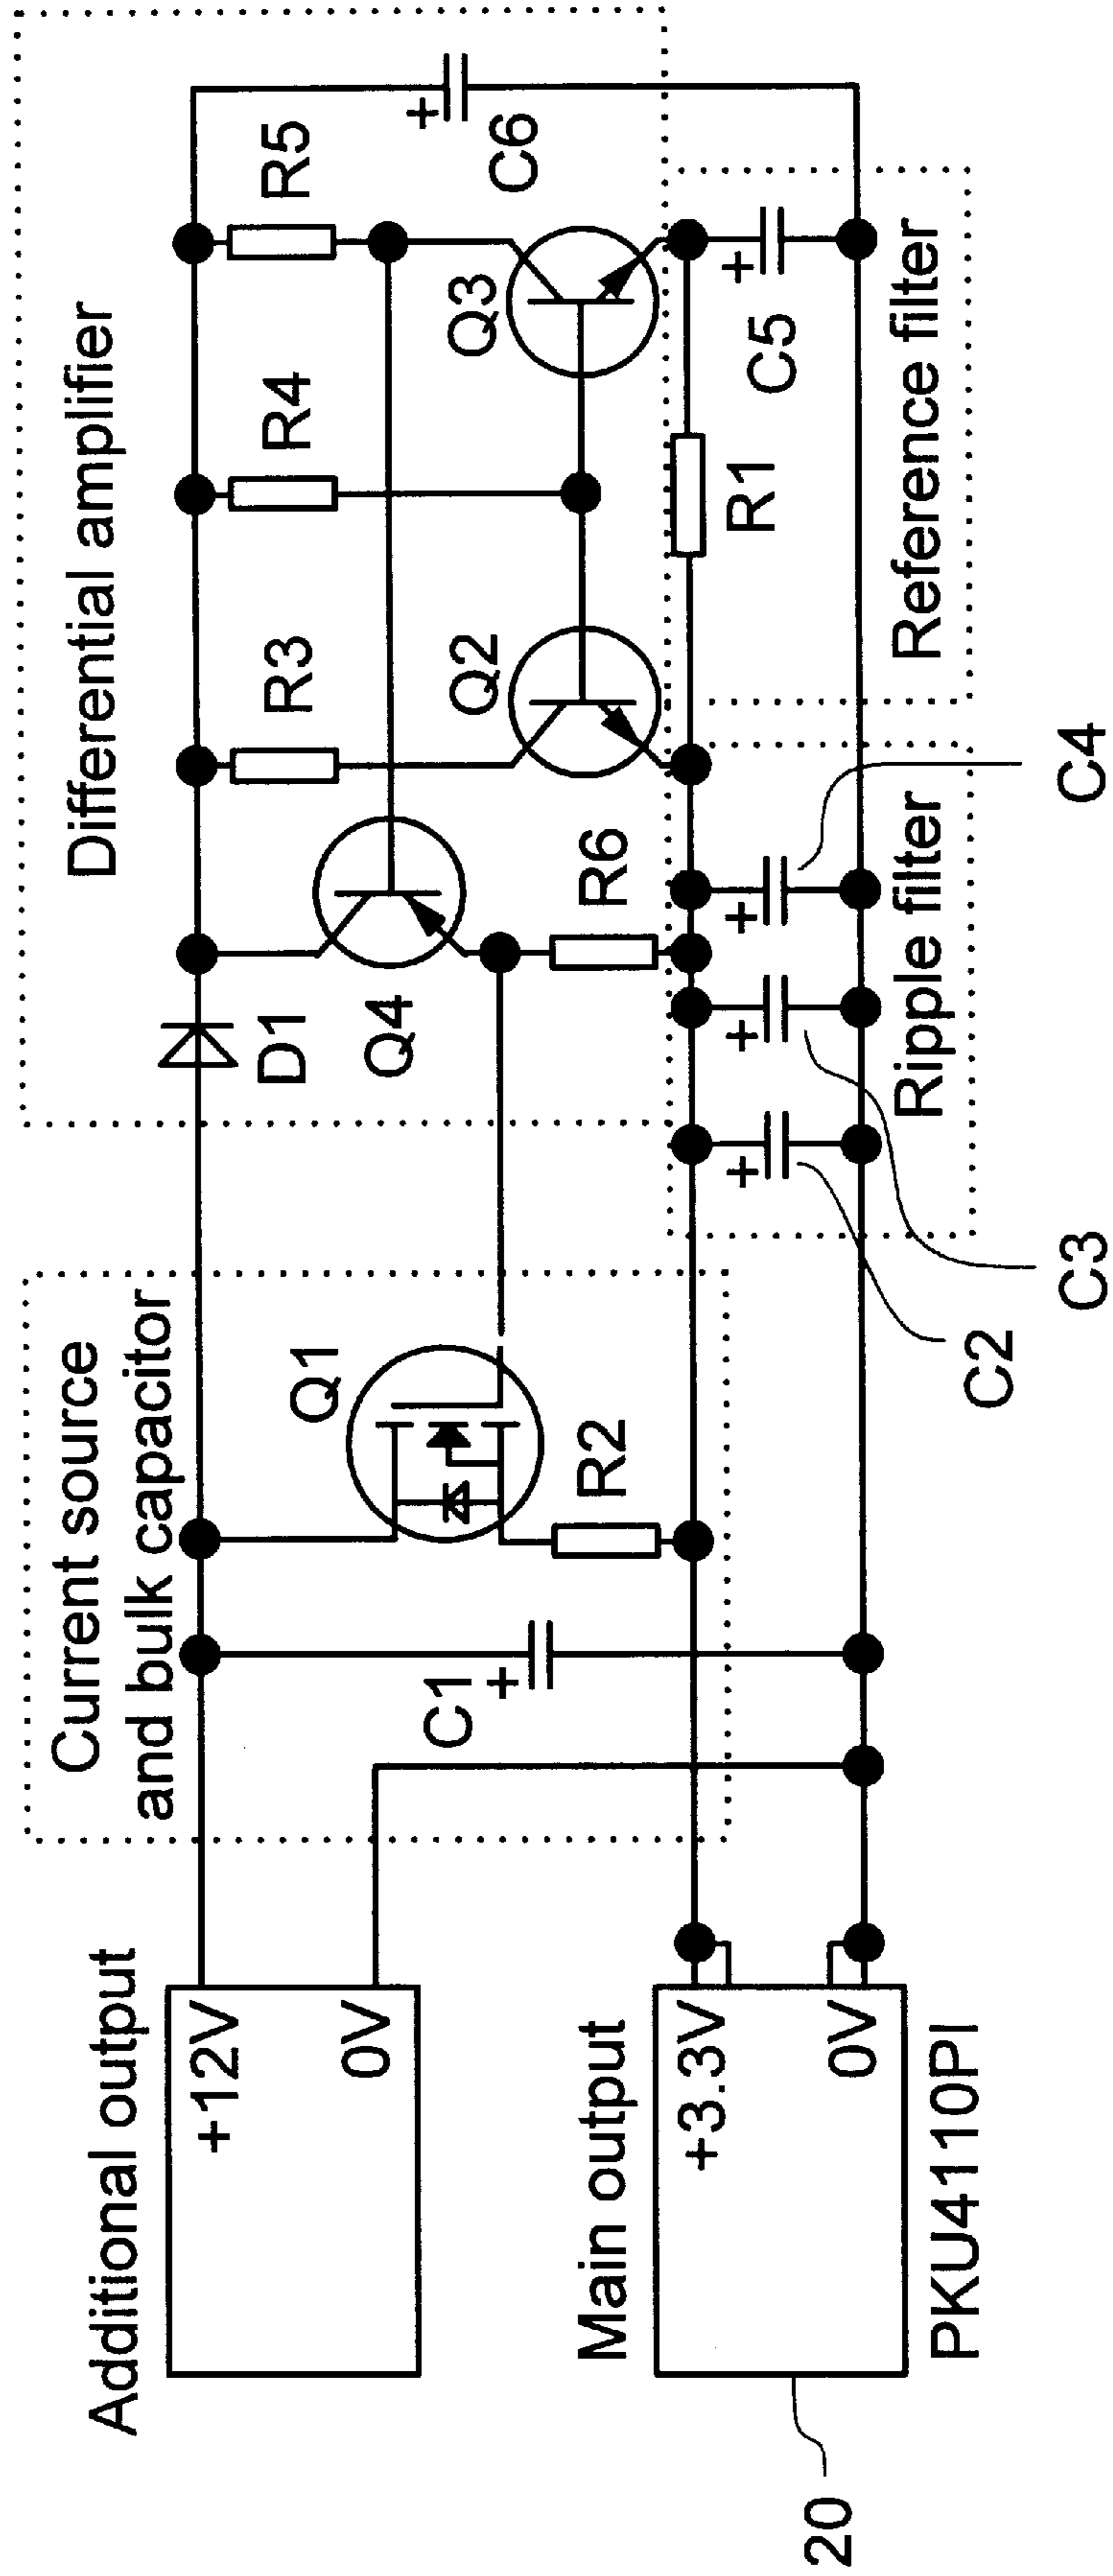 Additional output
+12V
0V
Main output
+3.3V
0V
PKU4110PI
20
Current source
and bulk capacitor
C1
Q1
R2
Differential amplifier
D1
Q4
R3
R4
R5
R6
Q2
Q3
C6
R1
C5
Reference filter
Ripple filter
C2
C3
C4